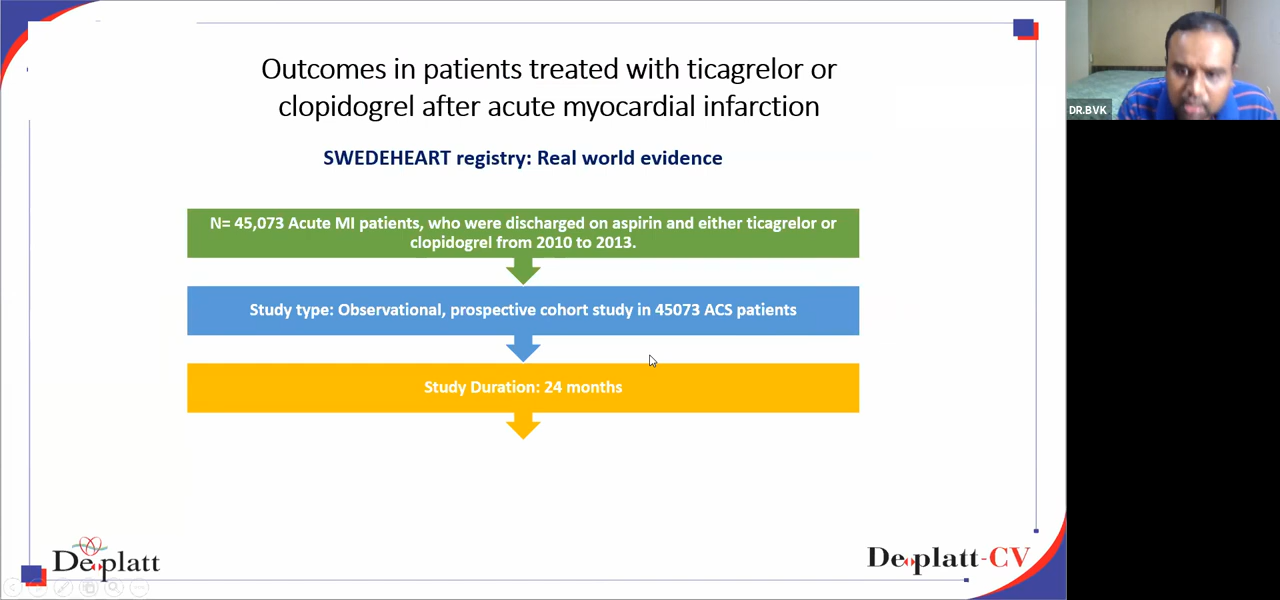 Outcomes in patients treated with ticagrelor or
clopidogrel after acute myocardial infarction
SWEDEHEART registry: Real world evidence
N= 45,073 Acute MI patients, who were discharged on aspirin and either ticagrelor or
clopidogrel from 2010 to 2013.
Study type: Observational, prospective cohort study in 45073 ACS patients
Study Duration: 24 months
Deplatt
Deplatt-CV
DR.BVK